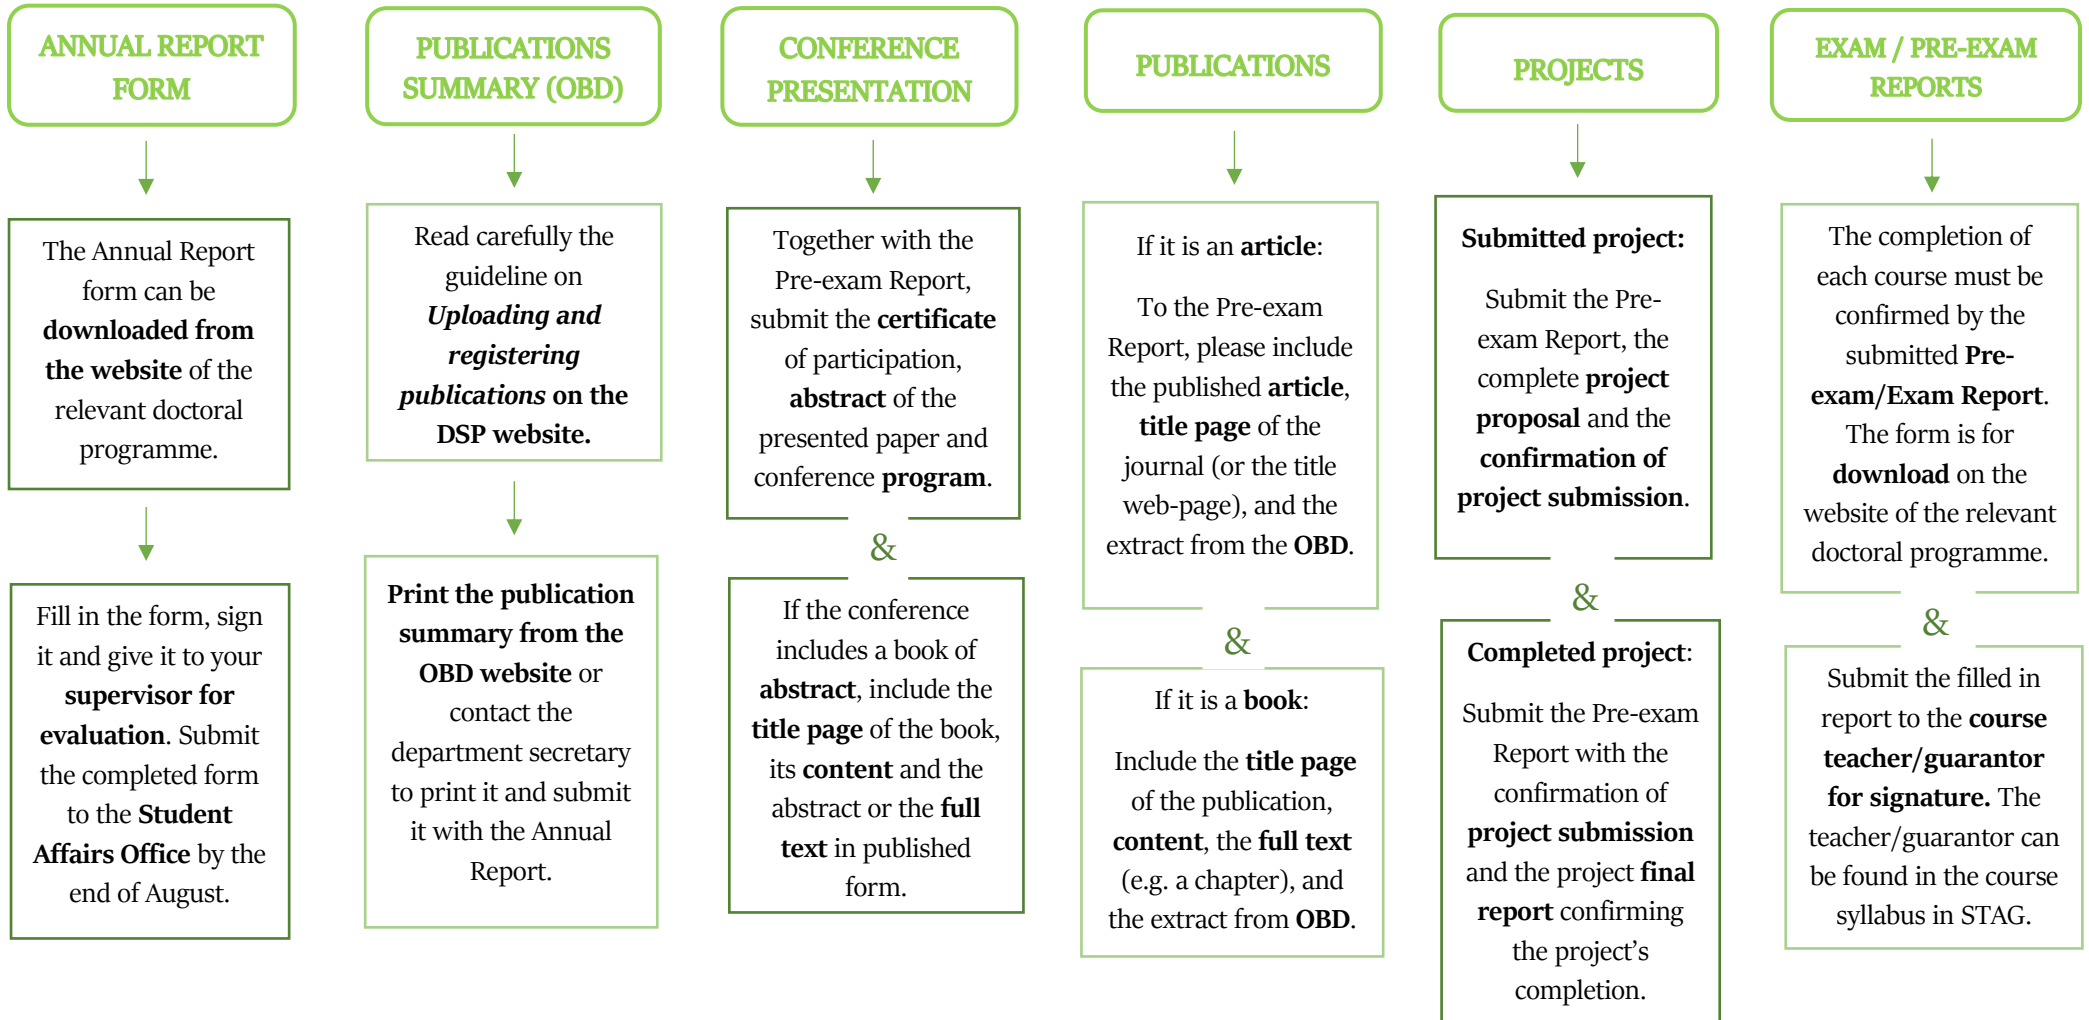 ANNUAL REPORT
FORM
The Annual Report
form can be
downloaded from
the website of the
relevant doctoral
programme.
Fill in the form, sign
it and give it to your
supervisor for
evaluation. Submit
the completed form
to the Student
Affairs Office by the
end of August.
PUBLICATIONS
SUMMARY (OBD)
Read carefully the
guideline on
Uploading and
registering
publications on the
DSP website.
Print the publication
summary from the
OBD website or
contact the
department secretary
to print it and submit
it with the Annual
Report.
CONFERENCE
PRESENTATION
Together with the
Pre-exam Report,
submit the certificate
of participation,
abstract of the
presented paper and
conference program.
&
If the conference
includes a book of
abstract, include the
title page of the book,
its content and the
abstract or the full
text in published
form.
PUBLICATIONS
If it is an article:
To the Pre-exam
Report, please include
the published article,
title page of the
journal (or the title
web-page), and the
extract from the OBD.
&
If it is a book:
Include the title page
of the publication,
content, the full text
(e.g. a chapter), and
the extract from OBD.
PROJECTS
Submitted project:
Submit the Pre-
exam Report, the
complete project
proposal and the
confirmation of
project submission.
&
Completed project:
Submit the Pre-exam
Report with the
confirmation of
project submission
and the project final
report confirming
the project's
completion.
EXAM / PRE-EXAM
REPORTS
The completion of
each course must be
confirmed by the
submitted Pre-
exam/Exam Report.
The form is for
download on the
website of the relevant
doctoral programme.
&
Submit the filled in
report to the course
teacher/guarantor
for signature. The
teacher/guarantor can
be found in the course
syllabus in STAG.